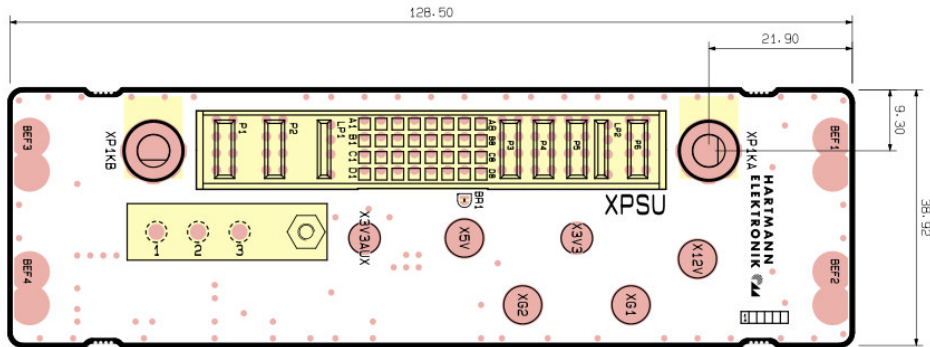 128.50
21.90
9.30
38.92
BEF3
XP1KB
P1
P2
LP1
A1
B1
C1
D1
A8
B8
C8
D8
P3
P4
P5
LP2
P6
XP1KA
BEF1
BR1
XPSU
HARTMANN
ELEKTRONIK
1
2
3
X3V3AUX
X5V
X3V3
X12V
BEF4
BEF2
XG2
XG1